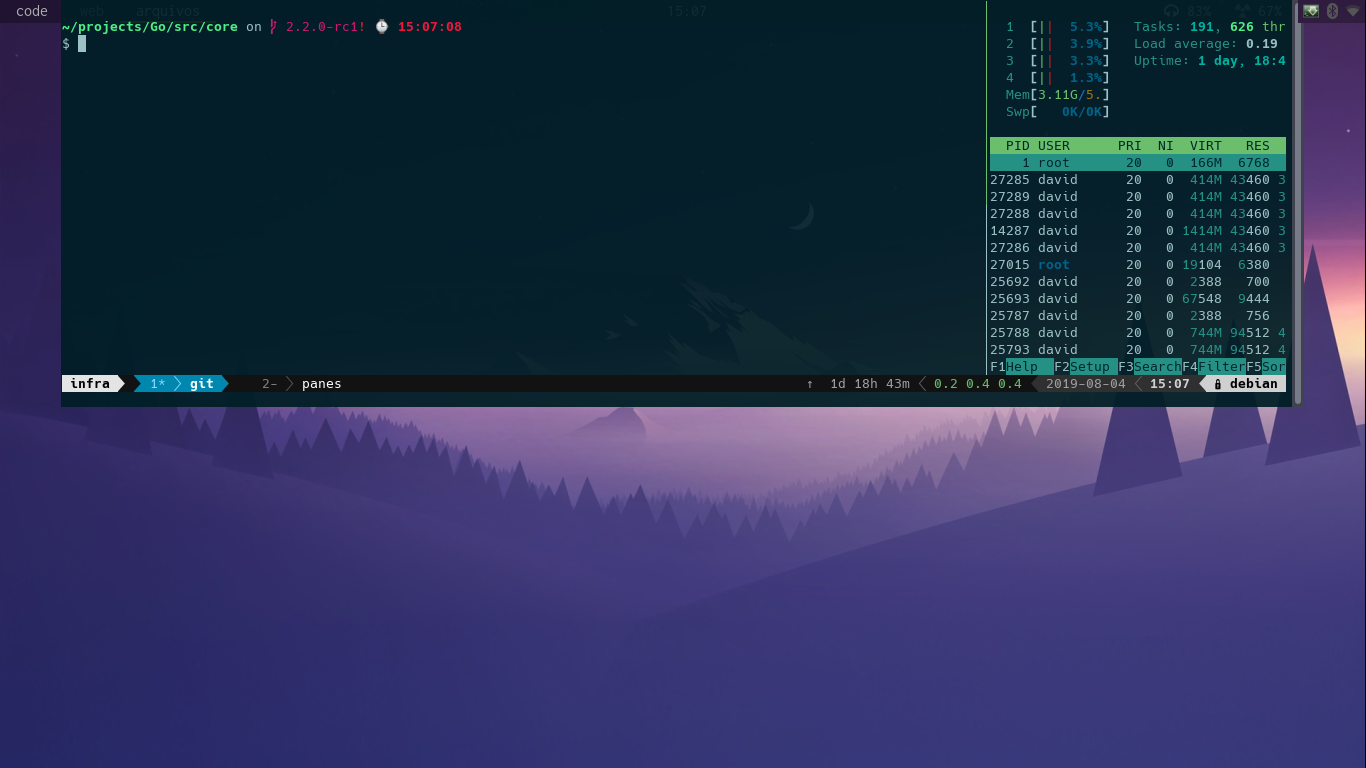 code web arquivos 15:07 83% 67%
~/projects/Go/src/core on 2.2.0-rc1! ⌚ 15:07:08
$
1 [|| 5.3%] Tasks: 191, 626 thr
2 [|| 3.9%] Load average: 0.19
3 [|| 3.3%] Uptime: 1 day, 18:4
4 [|| 1.3%]
Mem[3.11G/5.]
Swp[ 0K/0K]
PID USER PRI NI VIRT RES
1 root 20 0 166M 6768
27285 david 20 0 414M 43460 3
27289 david 20 0 414M 43460 3
27288 david 20 0 414M 43460 3
14287 david 20 0 1414M 43460 3
27286 david 20 0 414M 43460 3
27015 root 20 0 19104 6380
25692 david 20 0 2388 700
25693 david 20 0 67548 9444
25787 david 20 0 2388 756
25788 david 20 0 744M 94512 4
25793 david 20 0 744M 94512 4
F1Help F2Setup F3SearchF4FilterF5Sor
infra 1* git 2- panes ↑ 1d 18h 43m 0.2 0.4 0.4 2019-08-04 15:07 debian